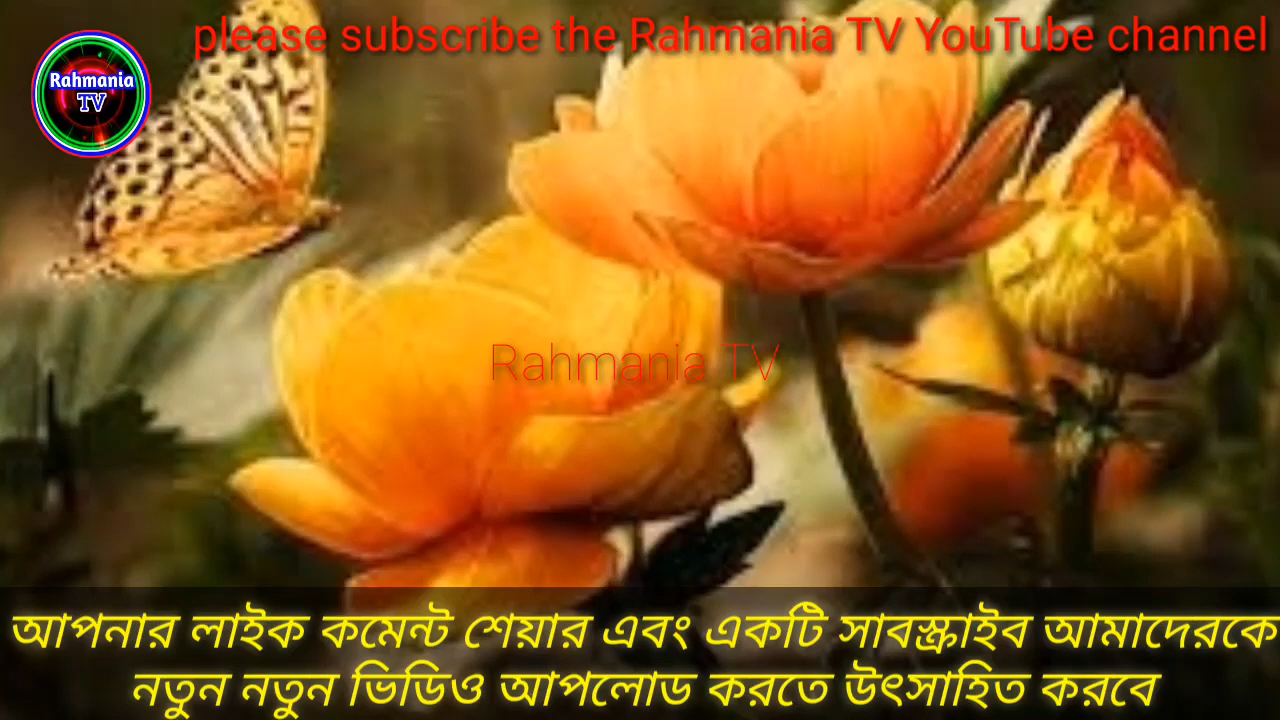 please subscribe the Rahmania TV YouTube channel
Rahmania
TV
Rahmania TV
আপনার লাইক কমেন্ট শেয়ার এবং একটি সাবস্ক্রাইব আমাদেরকে
নতুন নতুন ভিডিও আপলোড করতে উৎসাহিত করবে